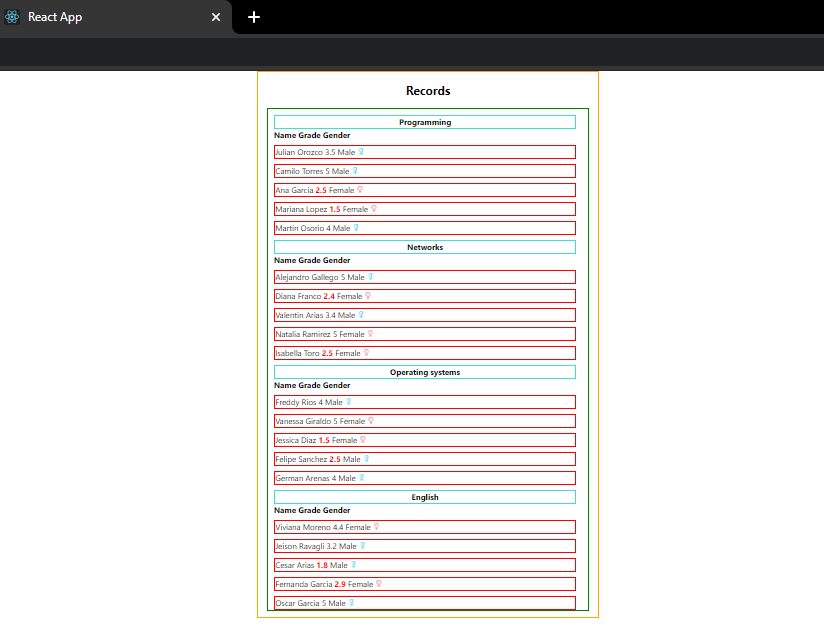 React App
Records
Programming
Name Grade Gender
Julian Orozco 3.5 Male
Camilo Torres 5 Male
Ana Garcia 2.5 Female
Mariana Lopez 1.5 Female
Martin Osorio 4 Male
Networks
Name Grade Gender
Alejandro Gallego 5 Male
Diana Franco 2.4 Female
Valentin Arias 3.4 Male
Natalia Ramirez 5 Female
Isabella Toro 2.5 Female
Operating systems
Name Grade Gender
Freddy Rios 4 Male
Vanessa Giraldo 5 Female
Jessica Diaz 1.5 Female
Felipe Sanchez 2.5 Male
German Arenas 4 Male
English
Name Grade Gender
Viviana Moreno 4.4 Female
Jeison Ravagli 3.2 Male
Cesar Arias 1.8 Male
Fernanda Garcia 2.9 Female
Oscar Garcia 5 Male